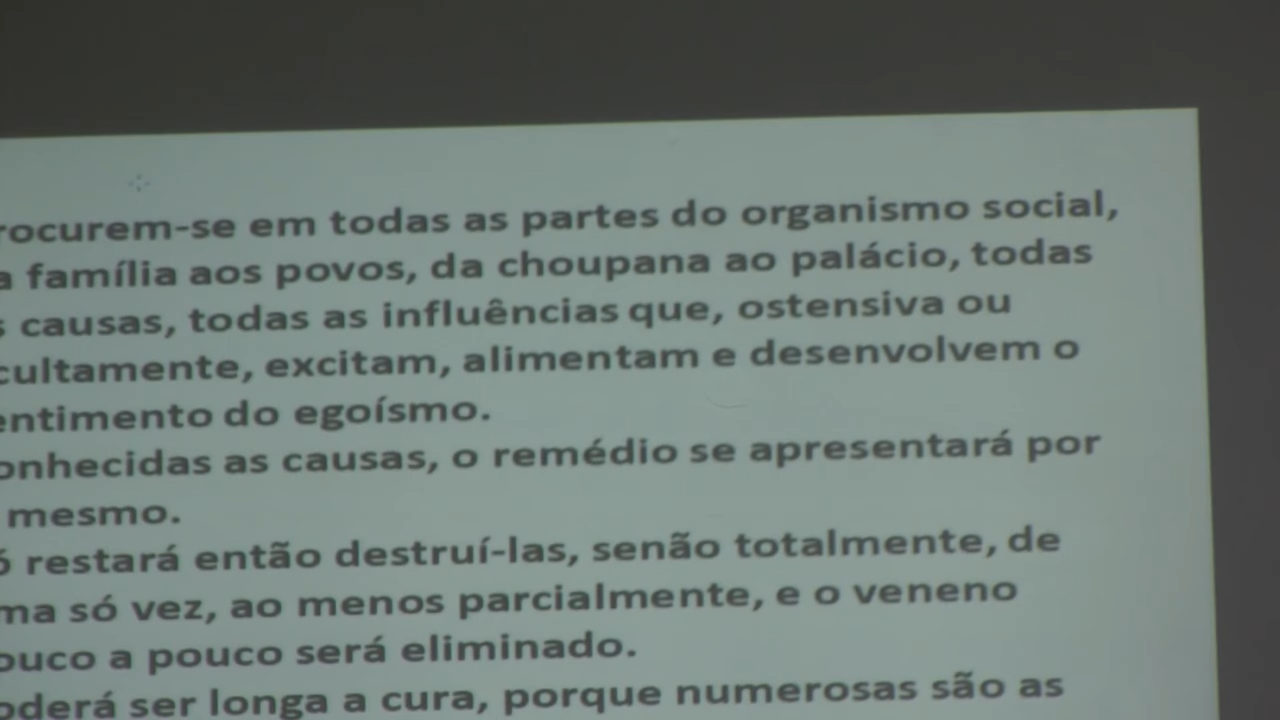 rocurem-se em todas as partes do organismo social,
a família aos povos, da choupana ao palácio, todas
s causas, todas as influências que, ostensiva ou
cultamente, excitam, alimentam e desenvolvem o
entimento do egoísmo.
onhecidas as causas, o remédio se apresentará por
mesmo.
ó restará então destruí-las, senão totalmente, de
ma só vez, ao menos parcialmente, e o veneno
ouco a pouco será eliminado.
oderá ser longa a cura, porque numerosas são as